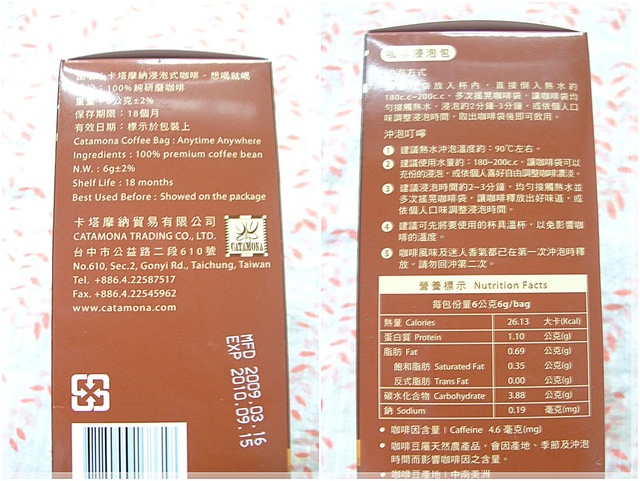 卡塔摩納浸泡式咖啡-想喝就喝
100%純研磨咖啡
重量：6公克±2%
保存期限：18個月
有效日期：標示於包裝上
Catamona Coffee Bag : Anytime Anywhere
Ingredients : 100% premium coffee bean
N.W. : 6g±2%
Shelf Life : 18 months
Best Used Before : Showed on the package
卡塔摩納貿易有限公司
CATAMONA TRADING CO., LTD.
台中市公益路二段610號
No.610, Sec.2, Gonyi Rd., Taichung, Taiwan
Tel. +886.4.22587517
Fax. +886.4.22545962
www.catamona.com
CATAMONA
MFD 2009.03.16
EXP 2010.09.15
咖啡浸泡包
方式
袋放入杯內，直接倒入熱水約
180c.c~200c.c，多次搖晃咖啡袋，讓咖啡袋均
勻接觸熱水，浸泡約2分鐘-3分鐘，或依個人口
味調整浸泡時間，取出咖啡袋後即可飲用。
沖泡叮嚀
1 建議熱水沖泡溫度約：90℃左右。
2 建議使用水量約：180~200c.c，讓咖啡袋可以
充份的浸泡，或依個人喜好自由調整咖啡濃淡。
3 建議浸泡時間約2~3分鐘，均勻接觸熱水並
多次搖晃咖啡袋，讓咖啡釋放出好味道，或
依個人口味調整浸泡時間。
4 建議可先將要使用的杯具溫杯，以免影響咖
啡的溫度。
5 咖啡風味及迷人香氣都已在第一次沖泡時釋
放，請勿回沖第二次。
營養標示 Nutrition Facts
每包份量6公克6g/bag
熱量 Calories 26.13 大卡(Kcal)
蛋白質 Protein 1.10 公克(g)
脂肪 Fat 0.69 公克(g)
飽和脂肪 Saturated Fat 0.35 公克(g)
反式脂肪 Trans Fat 0.00 公克(g)
碳水化合物 Carbohydrate 3.88 公克(g)
鈉 Sodium 0.19 毫克(mg)
• 咖啡因含量 | Caffeine 4.6 毫克(mg)
• 咖啡豆屬天然農產品，會因產地、季節及沖泡
時間而影響咖啡因之含量。
• 咖啡豆產地 | 中南美洲